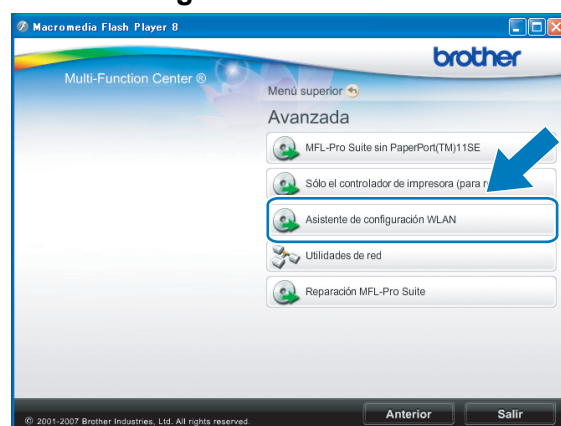 Macromedia Flash Player 8
brother
Multi-Function Center ®
Menú superior
Avanzada
MFL-Pro Suite sin PaperPort(TM)11SE
Sólo el controlador de impresora (para
Asistente de configuración WLAN
Utilidades de red
Reparación MFL-Pro Suite
© 2001-2007 Brother Industries, Ltd. All rights reserved.
Anterior Salir